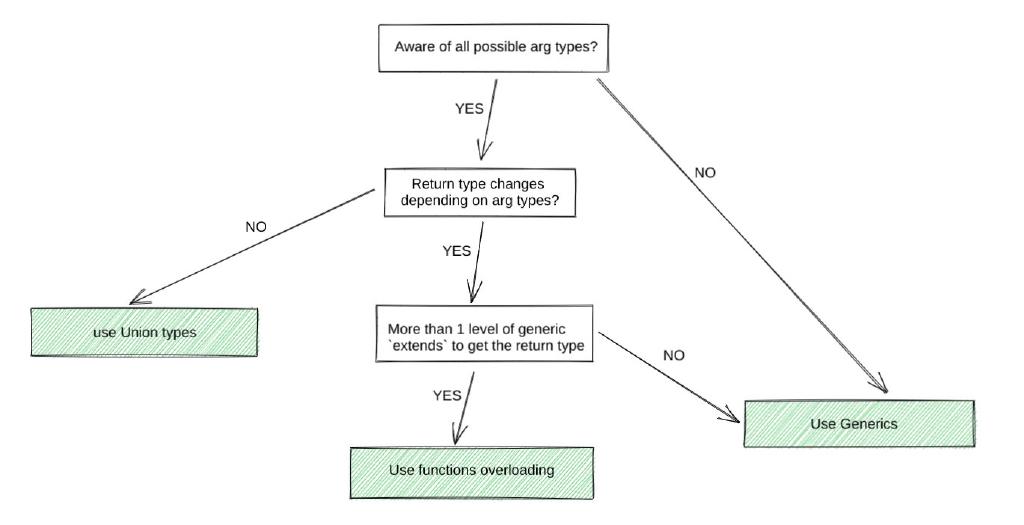 Aware of all possible arg types?
YES
NO
Return type changes
depending on arg types?
NO
YES
use Union types
More than 1 level of generic
`extends` to get the return type
NO
YES
Use Generics
Use functions overloading